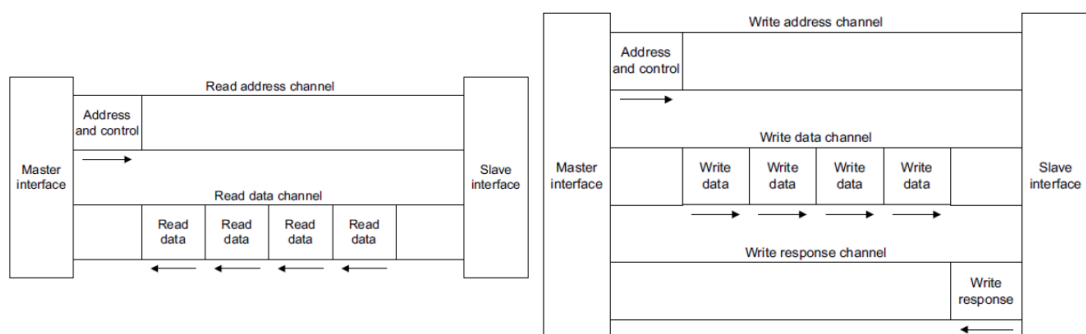 Read address channel
Address
and control
Master
interface
Slave
interface
Read data channel
Read
data
Read
data
Read
data
Read
data
Write address channel
Address
and control
Write data channel
Master
interface
Write
data
Write
data
Write
data
Write
data
Slave
interface
Write response channel
Write
response